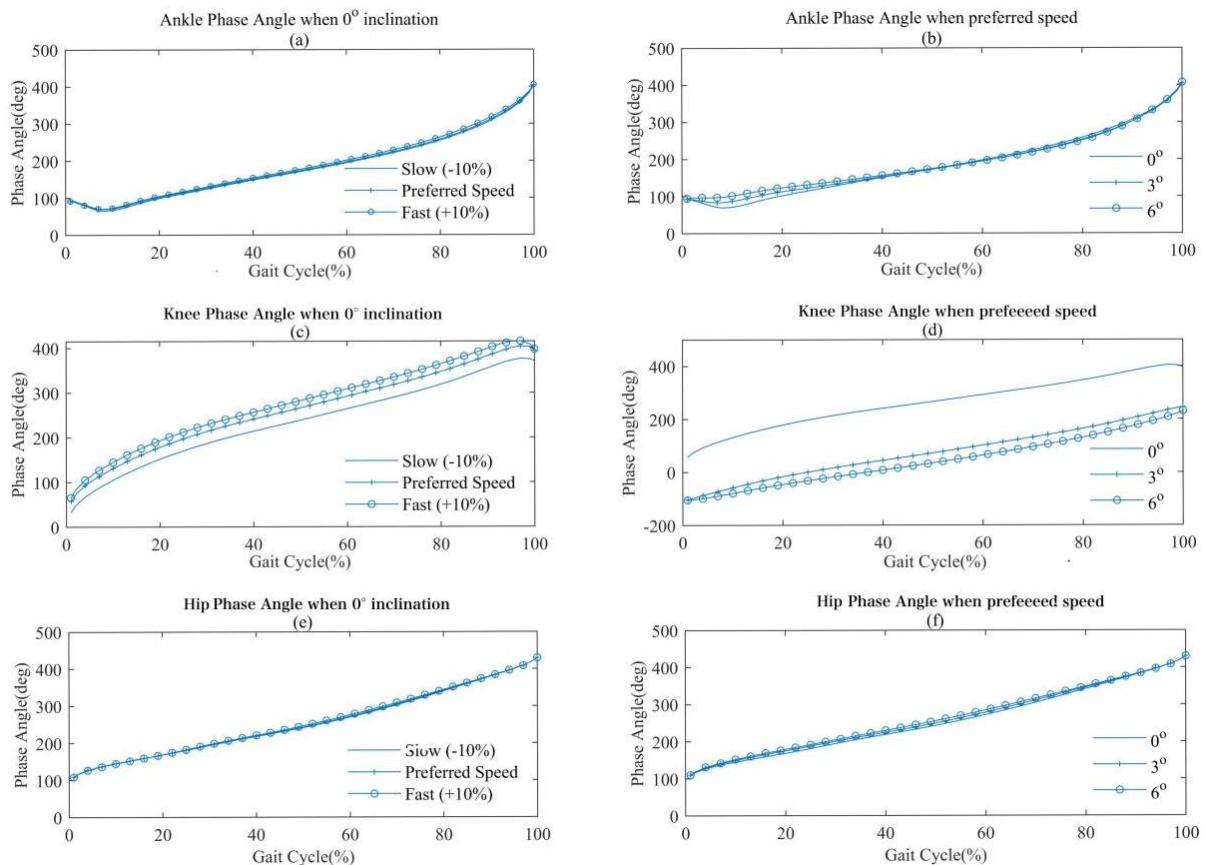 Ankle Phase Angle when 0° inclination
(a)
500
400
300
200
100
0
Phase Angle(deg)
Slow (-10%)
Preferred Speed
Fast (+10%)
0 20 40 60 80 100
Gait Cycle(%)
Ankle Phase Angle when preferred speed
(b)
500
400
300
200
100
0
Phase Angle(deg)
0°
3°
6°
0 20 40 60 80 100
Gait Cycle(%)
Knee Phase Angle when 0° inclination
(c)
400
300
200
100
0
Phase Angle(deg)
Slow (-10%)
Preferred Speed
Fast (+10%)
0 20 40 60 80 100
Gait Cycle(%)
Knee Phase Angle when prefeeeed speed
(d)
400
200
0
-200
Phase Angle(deg)
0°
3°
6°
0 20 40 60 80 100
Gait Cycle(%)
Hip Phase Angle when 0° inclination
(e)
500
400
300
200
100
0
Phase Angle(deg)
Slow (-10%)
Preferred Speed
Fast (+10%)
0 20 40 60 80 100
Gait Cycle(%)
Hip Phase Angle when prefeeeed speed
(f)
500
400
300
200
100
0
Phase Angle(deg)
0°
3°
6°
0 20 40 60 80 100
Gait Cycle(%)